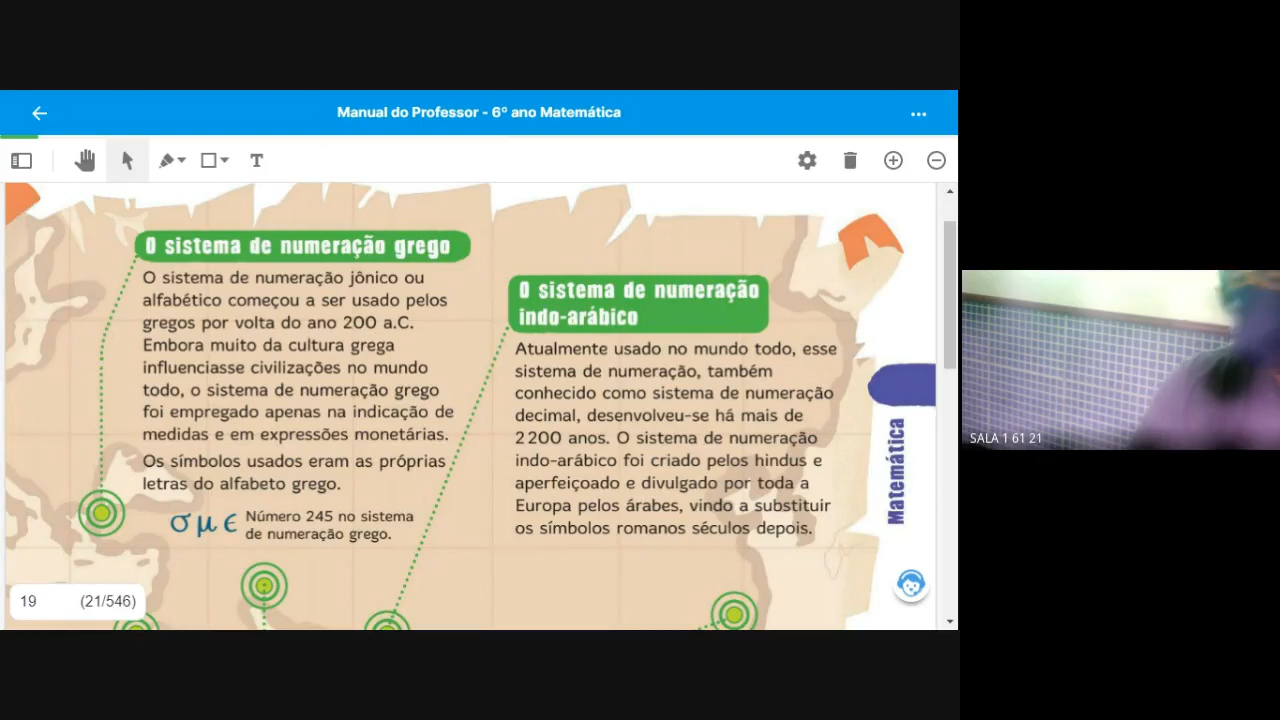 Manual do Professor - 6º ano Matemática
T
O sistema de numeração grego
O sistema de numeração jônico ou
alfabético começou a ser usado pelos
gregos por volta do ano 200 a.C.
Embora muito da cultura grega
influenciasse civilizações no mundo
todo, o sistema de numeração grego
foi empregado apenas na indicação de
medidas e em expressões monetárias.
Os símbolos usados eram as próprias
letras do alfabeto grego.
σ μ ϵ
Número 245 no sistema
de numeração grego.
O sistema de numeração
indo-arábico
Atualmente usado no mundo todo, esse
sistema de numeração, também
conhecido como sistema de numeração
decimal, desenvolveu-se há mais de
2 200 anos. O sistema de numeração
indo-arábico foi criado pelos hindus e
aperfeiçoado e divulgado por toda a
Europa pelos árabes, vindo a substituir
os símbolos romanos séculos depois.
Matemática
19 (21/546)
SALA 1 61 21